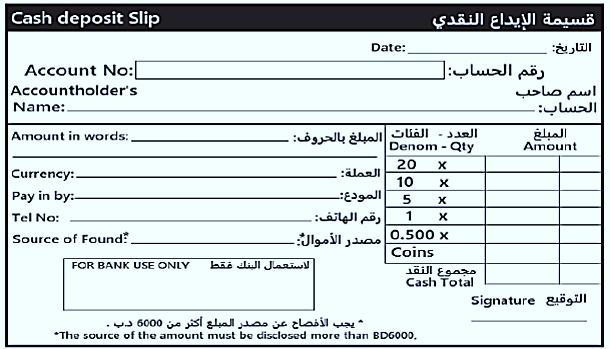 Cash deposit Slip قسيمة الإيداع النقدي
Date: التاريخ:
Account No: رقم الحساب:
Accountholder's اسم صاحب
Name: الحساب:
Amount in words: المبلغ بالحروف:
العدد - الفئات المبلغ
Denom - Qty Amount
20 x
Currency: العملة:
10 x
Pay in by: المودع:
5 x
Tel No: رقم الهاتف:
1 x
Source of Found:* مصدر الأموال:*
0.500 x
Coins
FOR BANK USE ONLY لاستعمال البنك فقط
مجموع النقد
Cash Total
Signature التوقيع
* يجب الأفصاح عن مصدر المبلغ أكثر من 6000 د.ب.
*The source of the amount must be disclosed more than BD6000.